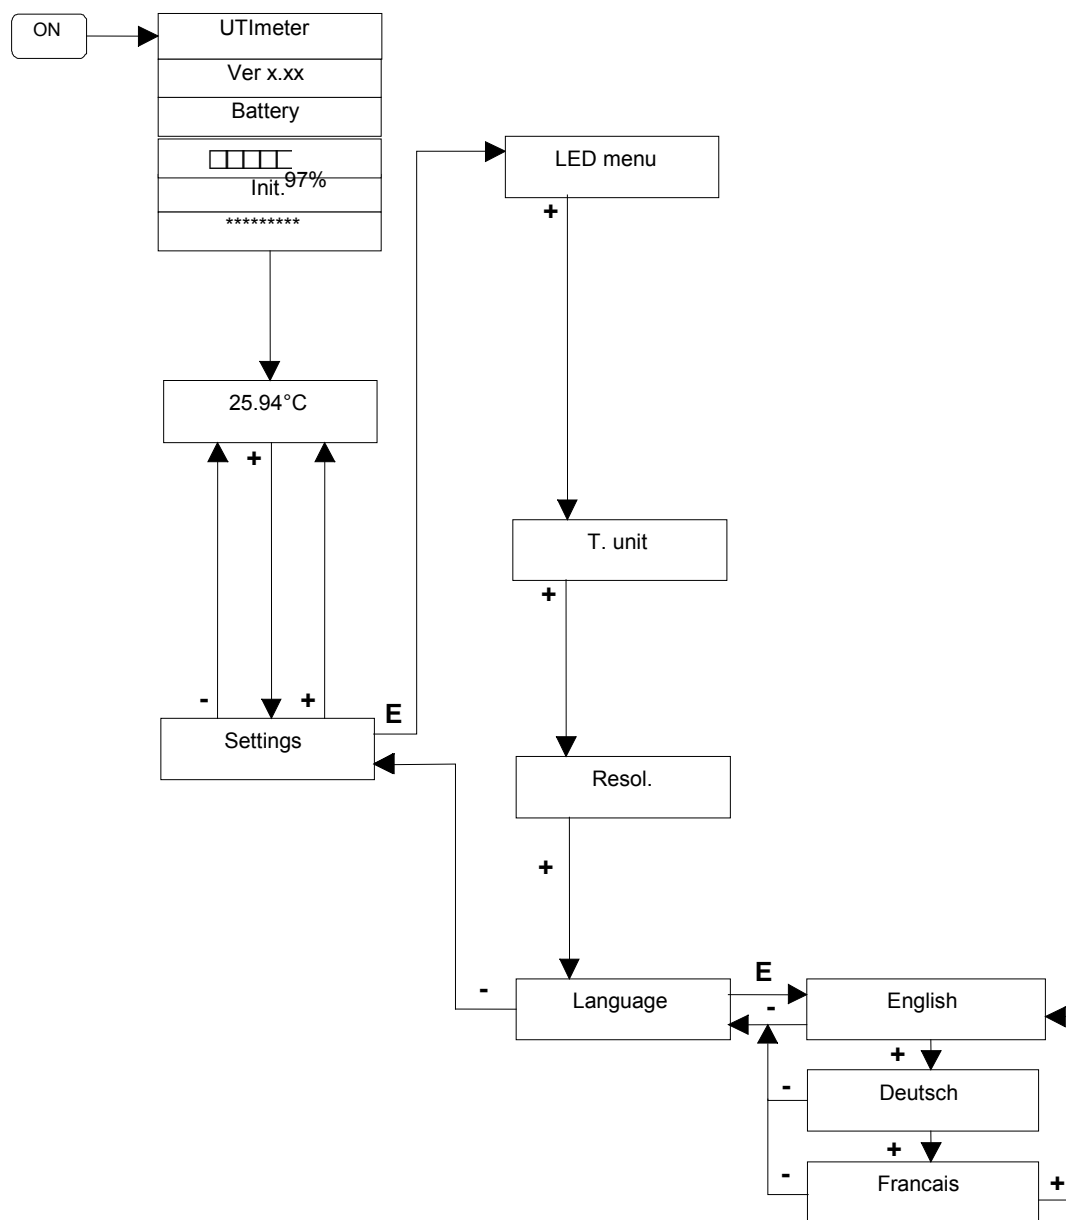 ON
UTImeter
Ver x.xx
Battery
97%
Init.
*********
LED menu
+
25.94°C
+
T. unit
+
-
+
E
Settings
Resol.
+
-
Language
E
-
English
+
-
Deutsch
+
-
Francais
+